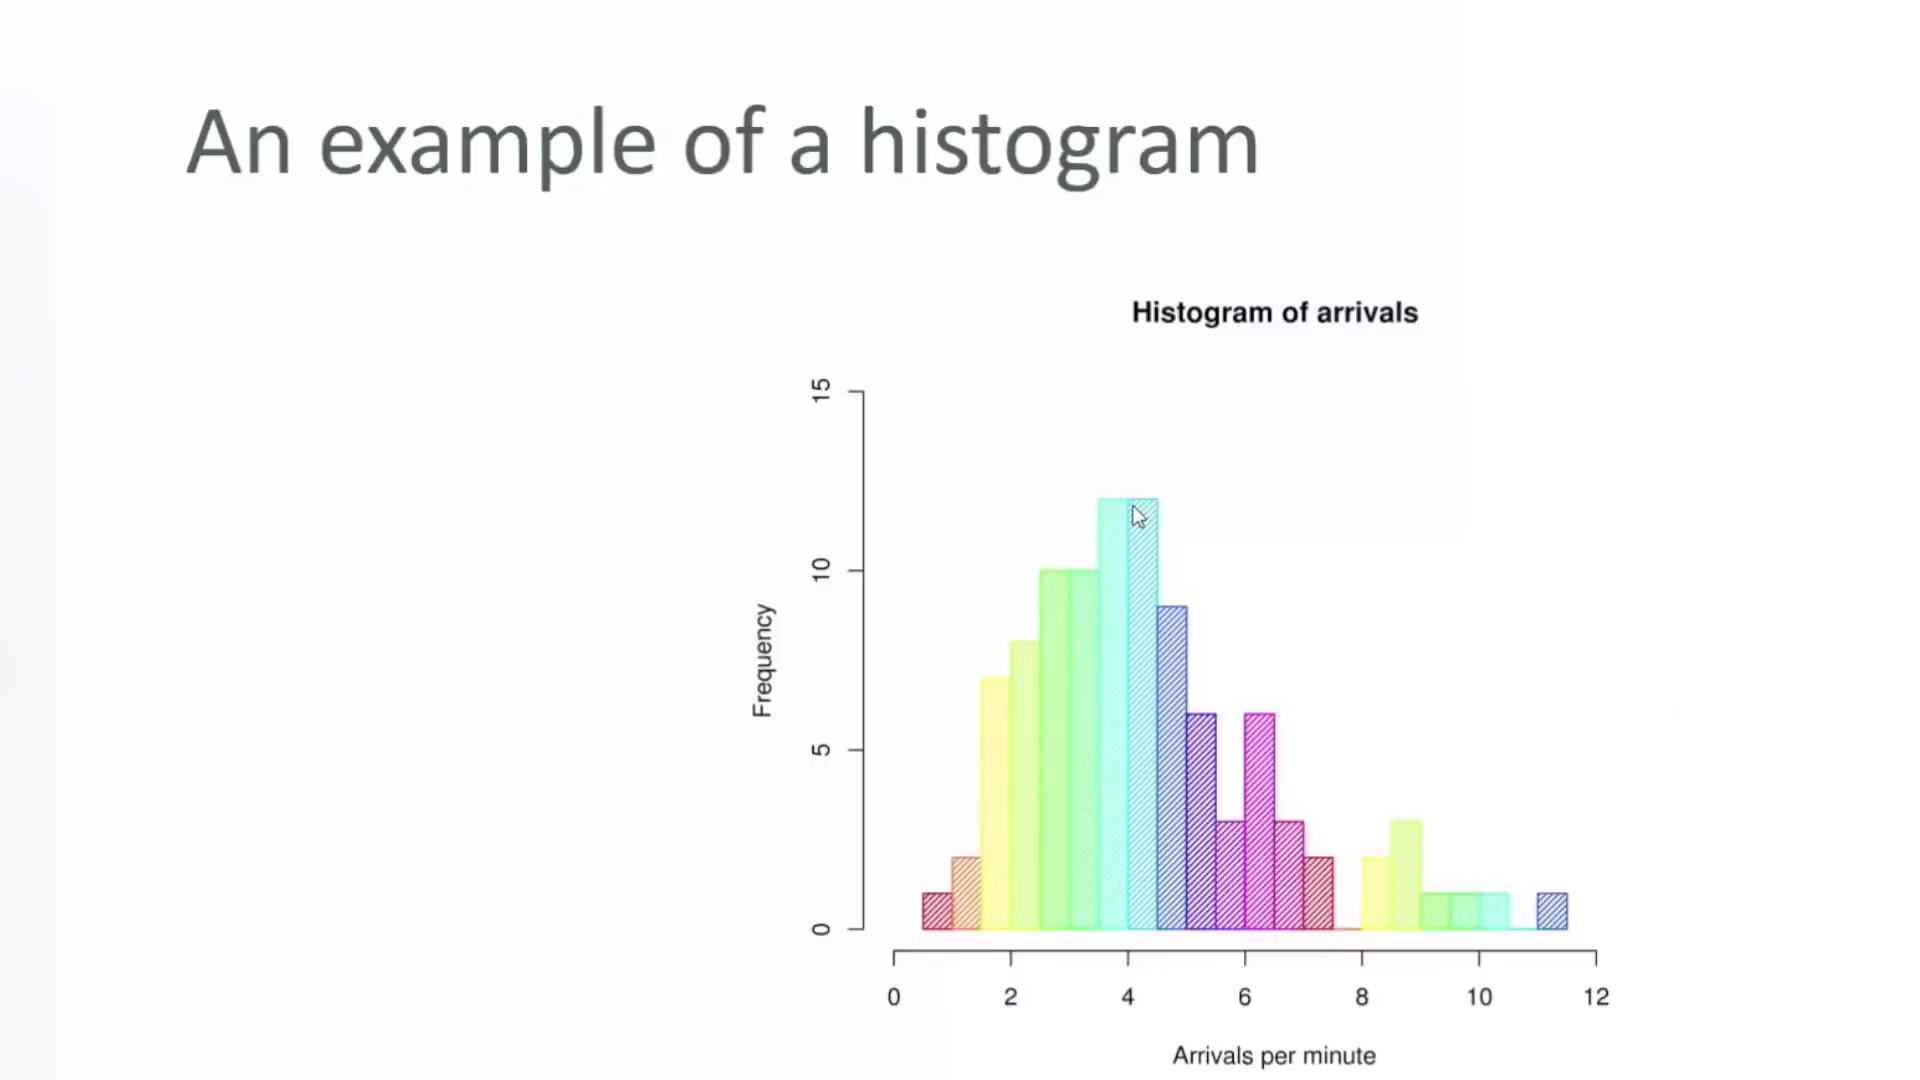 An example of a histogram
Histogram of arrivals
15
10
5
0
Frequency
0 2 4 6 8 10 12
Arrivals per minute